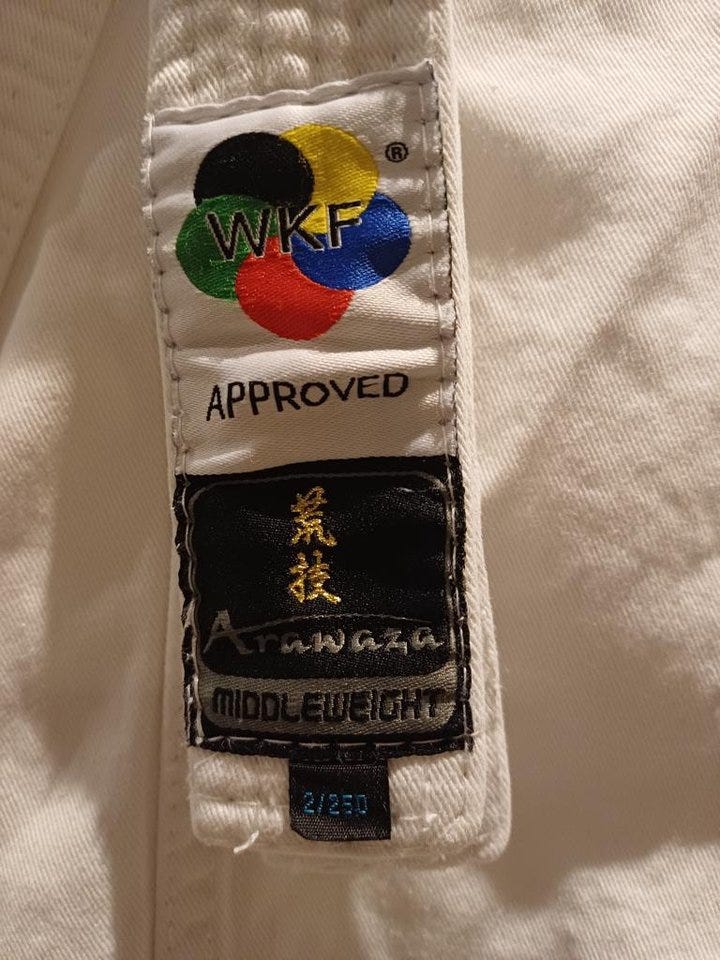 ®
WKF
APPROVED
荒
技
Arawaza
MIDDLEWEIGHT
2/250